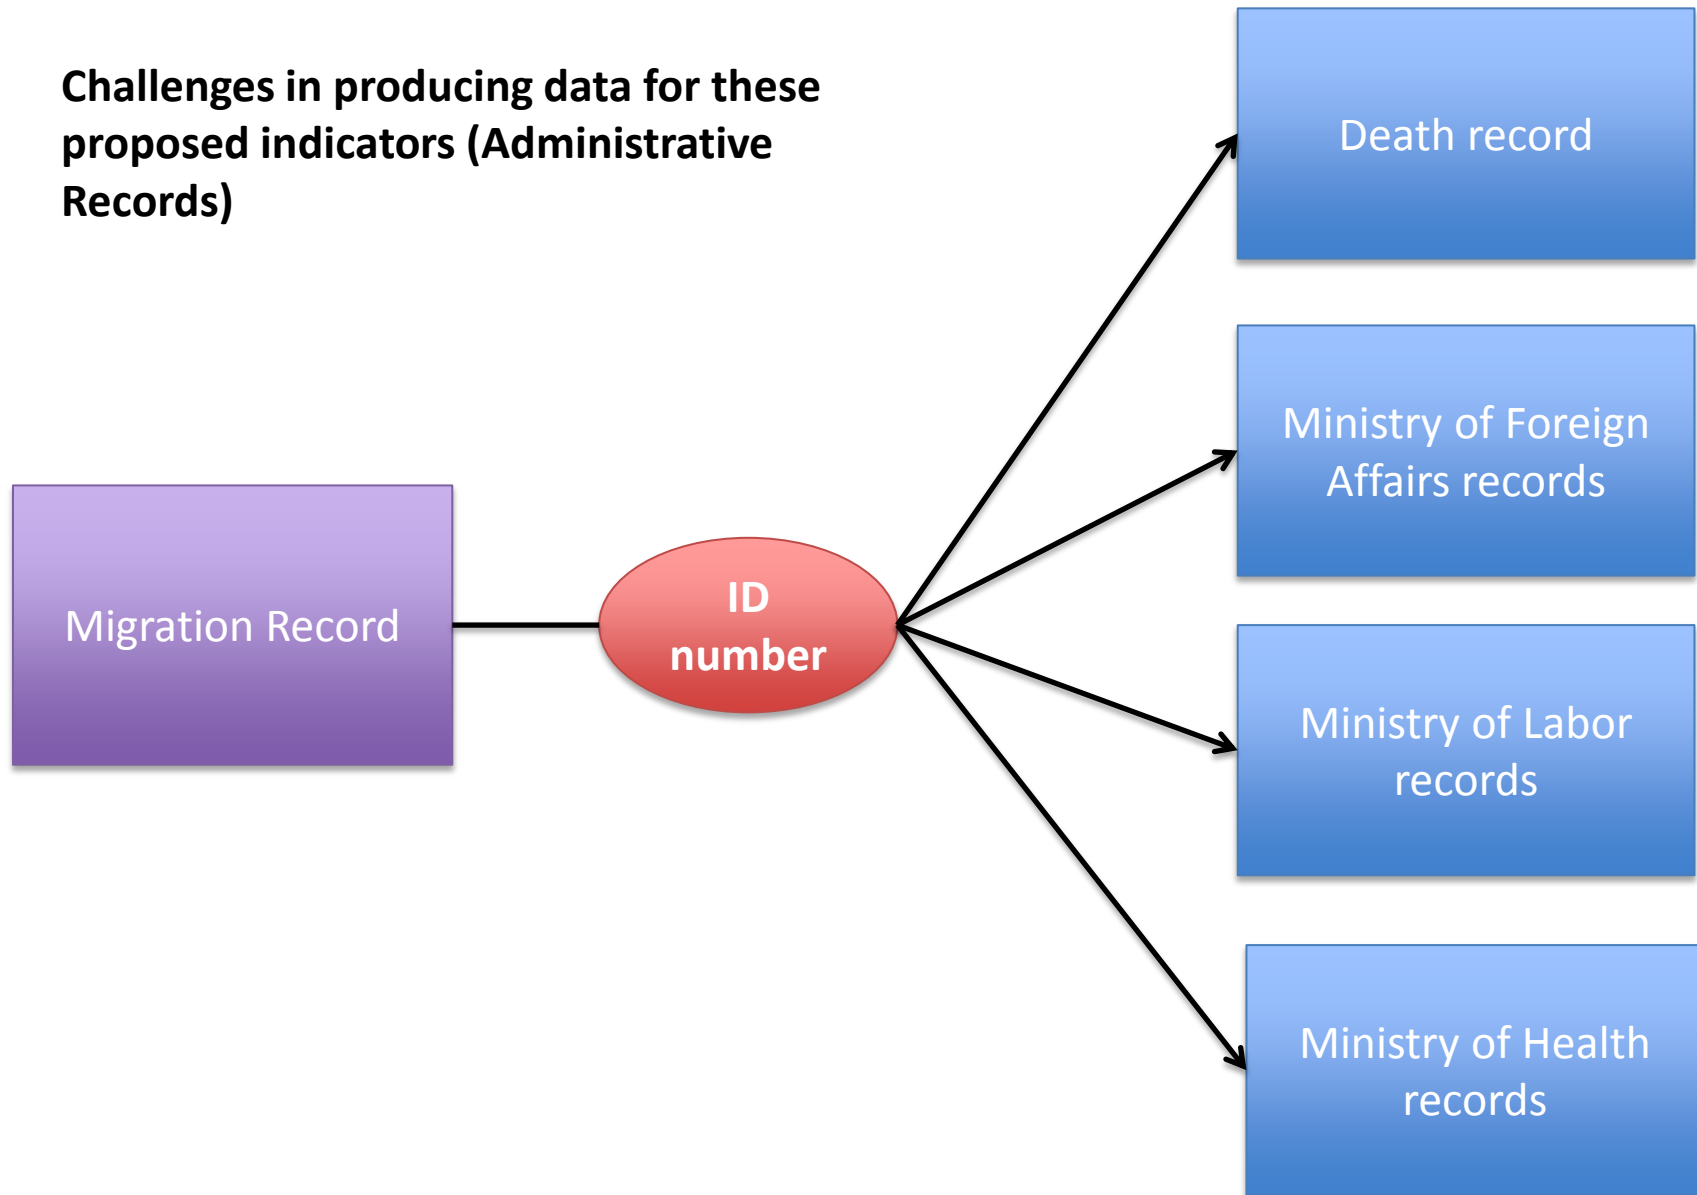 Challenges in producing data for these
proposed indicators (Administrative
Records)
Death record
Ministry of Foreign
Affairs records
Migration Record
ID
number
Ministry of Labor
records
Ministry of Health
records